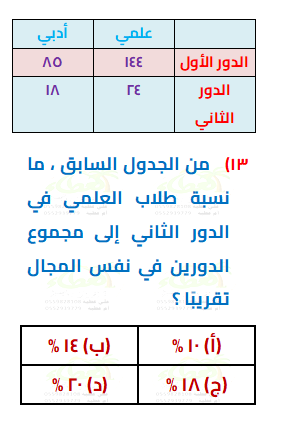 علمي أدبي
الدور الأول ١٤٤ ٨٥
الدور ٢٤ ١٨
الثاني
١٣) من الجدول السابق ، ما
نسبة طلاب العلمي في
الدور الثاني إلى مجموع
الدورين في نفس المجال
تقريبًا ؟
(أ) ١٠ % (ب) ١٤ %
(ج) ١٨ % (د) ٢٠ %